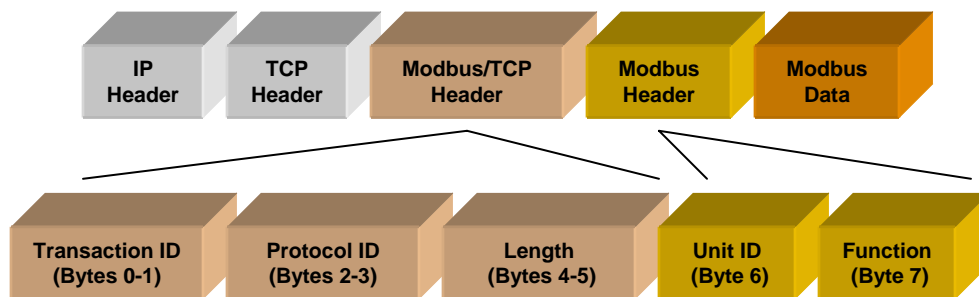 IP
Header
TCP
Header
Modbus/TCP
Header
Modbus
Header
Modbus
Data
Transaction ID
(Bytes 0-1)
Protocol ID
(Bytes 2-3)
Length
(Bytes 4-5)
Unit ID
(Byte 6)
Function
(Byte 7)